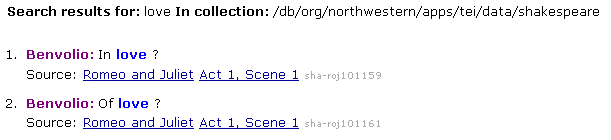 Search results for: love In collection: /db/org/northwestern/apps/tei/data/shakespeare
1. Benvolio: In love ?
Source: Romeo and Juliet Act 1, Scene 1 sha-roj101159
2. Benvolio: Of love ?
Source: Romeo and Juliet Act 1, Scene 1 sha-roj101161